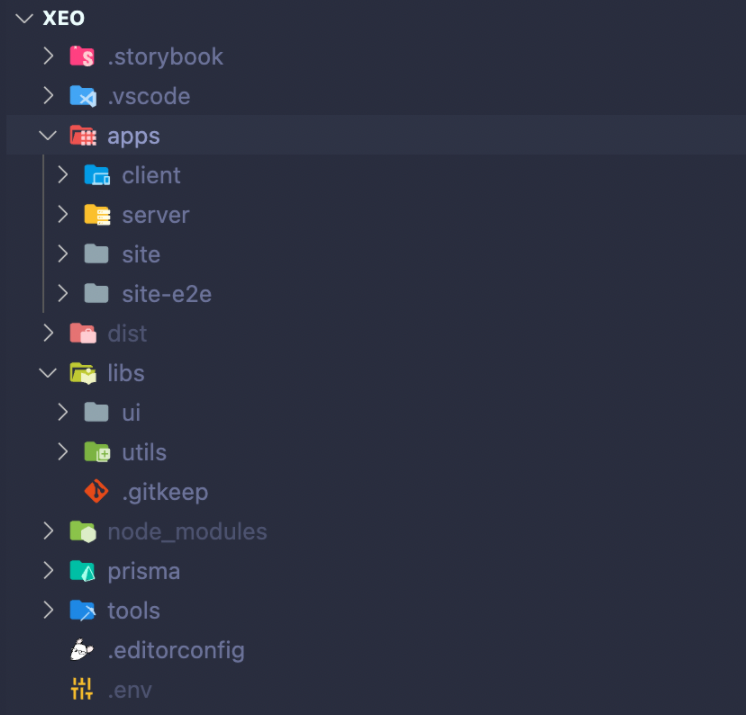 XEO
.storybook
.vscode
apps
client
server
site
site-e2e
dist
libs
ui
utils
.gitkeep
node_modules
prisma
tools
.editorconfig
.env